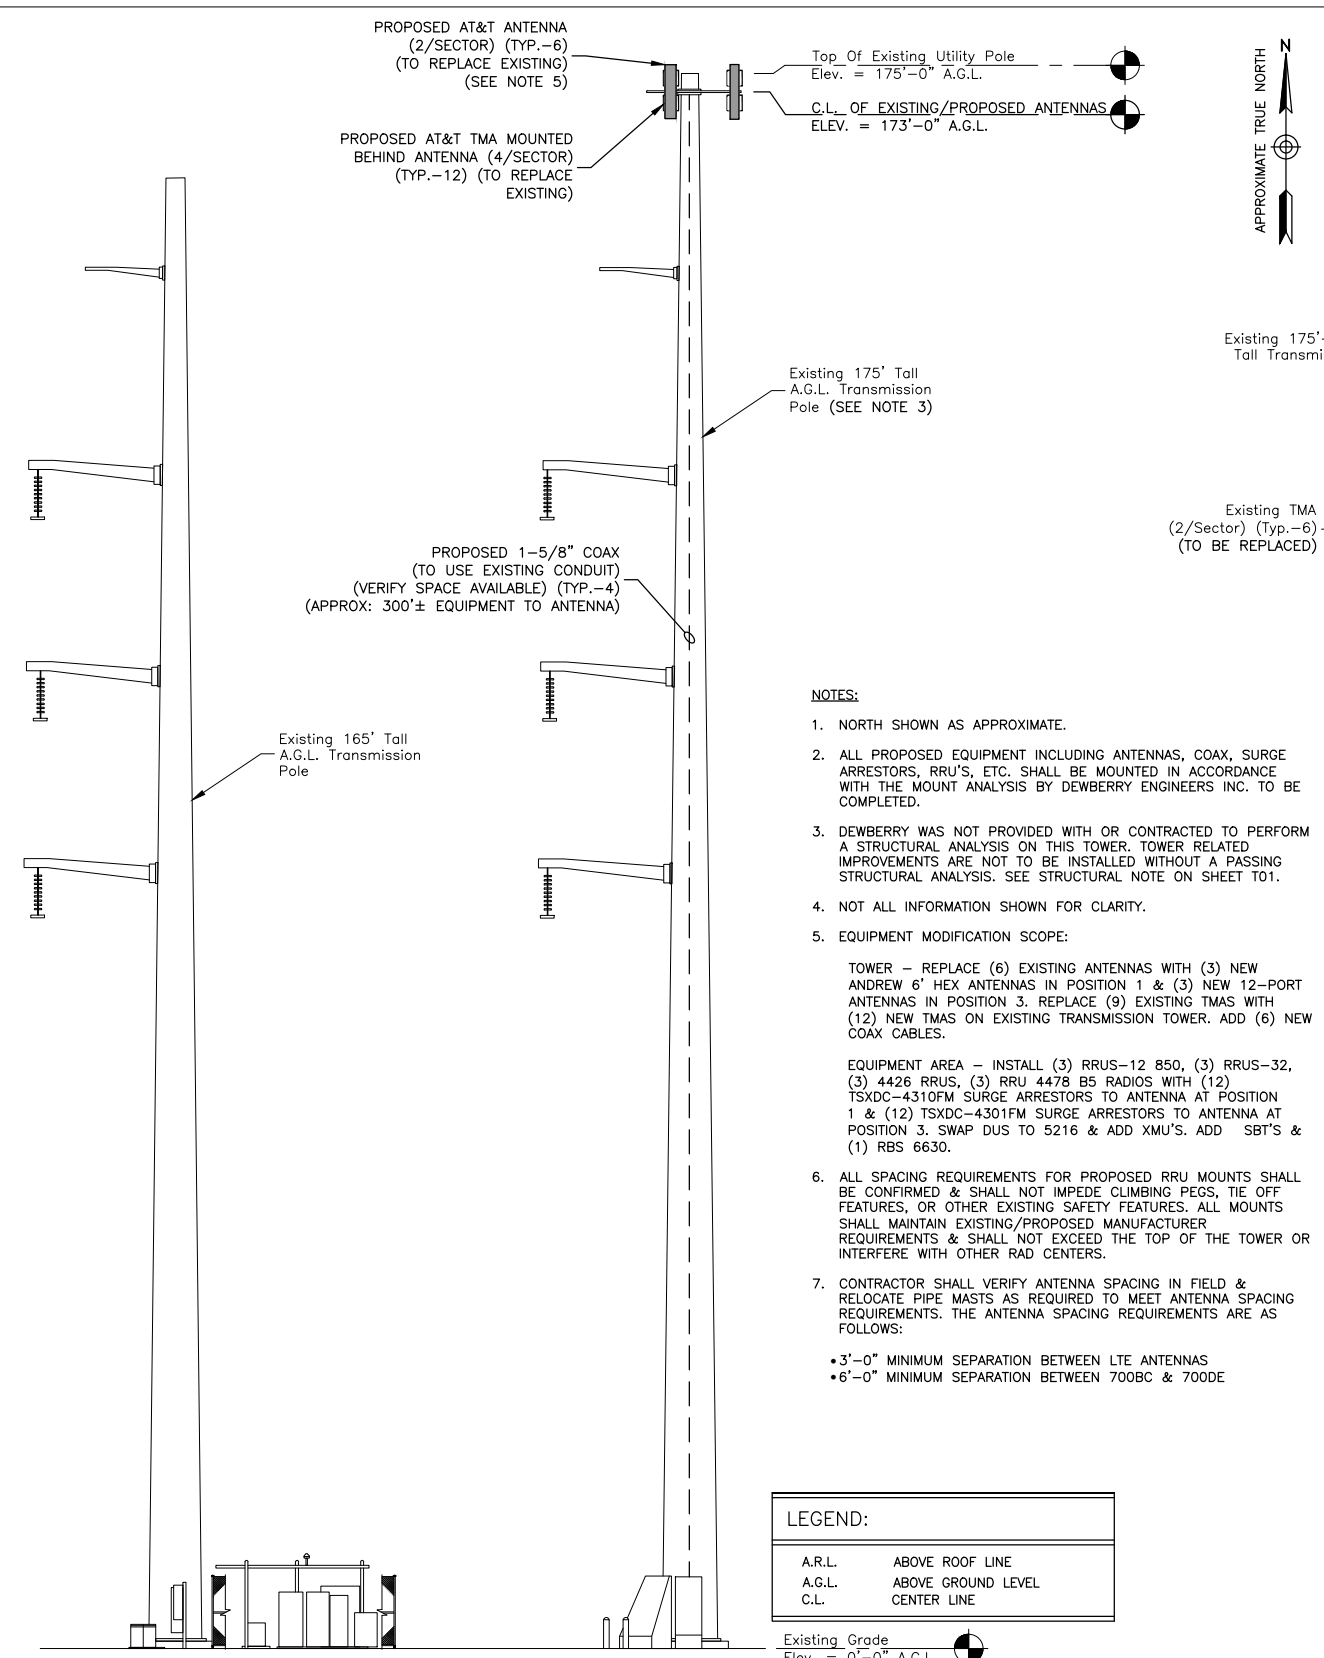 PROPOSED AT&T ANTENNA
(2/SECTOR) (TYP.-6)
(TO REPLACE EXISTING)
(SEE NOTE 5)
PROPOSED AT&T TMA MOUNTED
BEHIND ANTENNA (4/SECTOR)
(TYP.-12) (TO REPLACE
EXISTING)
Top Of Existing Utility Pole
Elev. = 175'-0" A.G.L.
C.L. OF EXISTING/PROPOSED ANTENNAS
ELEV. = 173'-0" A.G.L.
N
APPROXIMATE TRUE NORTH
Existing 175'-
Tall Transmi
Existing 175' Tall
A.G.L. Transmission
Pole (SEE NOTE 3)
Existing TMA
(2/Sector) (Typ.-6)
(TO BE REPLACED)
PROPOSED 1-5/8" COAX
(TO USE EXISTING CONDUIT)
(VERIFY SPACE AVAILABLE) (TYP.-4)
(APPROX: 300'± EQUIPMENT TO ANTENNA)
Existing 165' Tall
A.G.L. Transmission
Pole
NOTES:
1. NORTH SHOWN AS APPROXIMATE.
2. ALL PROPOSED EQUIPMENT INCLUDING ANTENNAS, COAX, SURGE
ARRESTORS, RRU'S, ETC. SHALL BE MOUNTED IN ACCORDANCE
WITH THE MOUNT ANALYSIS BY DEWBERRY ENGINEERS INC. TO BE
COMPLETED.
3. DEWBERRY WAS NOT PROVIDED WITH OR CONTRACTED TO PERFORM
A STRUCTURAL ANALYSIS ON THIS TOWER. TOWER RELATED
IMPROVEMENTS ARE NOT TO BE INSTALLED WITHOUT A PASSING
STRUCTURAL ANALYSIS. SEE STRUCTURAL NOTE ON SHEET T01.
4. NOT ALL INFORMATION SHOWN FOR CLARITY.
5. EQUIPMENT MODIFICATION SCOPE:
TOWER - REPLACE (6) EXISTING ANTENNAS WITH (3) NEW
ANDREW 6' HEX ANTENNAS IN POSITION 1 & (3) NEW 12-PORT
ANTENNAS IN POSITION 3. REPLACE (9) EXISTING TMAS WITH
(12) NEW TMAS ON EXISTING TRANSMISSION TOWER. ADD (6) NEW
COAX CABLES.
EQUIPMENT AREA - INSTALL (3) RRUS-12 850, (3) RRUS-32,
(3) 4426 RRUS, (3) RRU 4478 B5 RADIOS WITH (12)
TSXDC-4310FM SURGE ARRESTORS TO ANTENNA AT POSITION
1 & (12) TSXDC-4301FM SURGE ARRESTORS TO ANTENNA AT
POSITION 3. SWAP DUS TO 5216 & ADD XMU'S. ADD SBT'S &
(1) RBS 6630.
6. ALL SPACING REQUIREMENTS FOR PROPOSED RRU MOUNTS SHALL
BE CONFIRMED & SHALL NOT IMPEDE CLIMBING PEGS, TIE OFF
FEATURES, OR OTHER EXISTING SAFETY FEATURES. ALL MOUNTS
SHALL MAINTAIN EXISTING/PROPOSED MANUFACTURER
REQUIREMENTS & SHALL NOT EXCEED THE TOP OF THE TOWER OR
INTERFERE WITH OTHER RAD CENTERS.
7. CONTRACTOR SHALL VERIFY ANTENNA SPACING IN FIELD &
RELOCATE PIPE MASTS AS REQUIRED TO MEET ANTENNA SPACING
REQUIREMENTS. THE ANTENNA SPACING REQUIREMENTS ARE AS
FOLLOWS:
•3'-0" MINIMUM SEPARATION BETWEEN LTE ANTENNAS
•6'-0" MINIMUM SEPARATION BETWEEN 700BC & 700DE
LEGEND:
A.R.L. ABOVE ROOF LINE
A.G.L. ABOVE GROUND LEVEL
C.L. CENTER LINE
Existing Grade
Elev. = 0'-0" A.G.L.